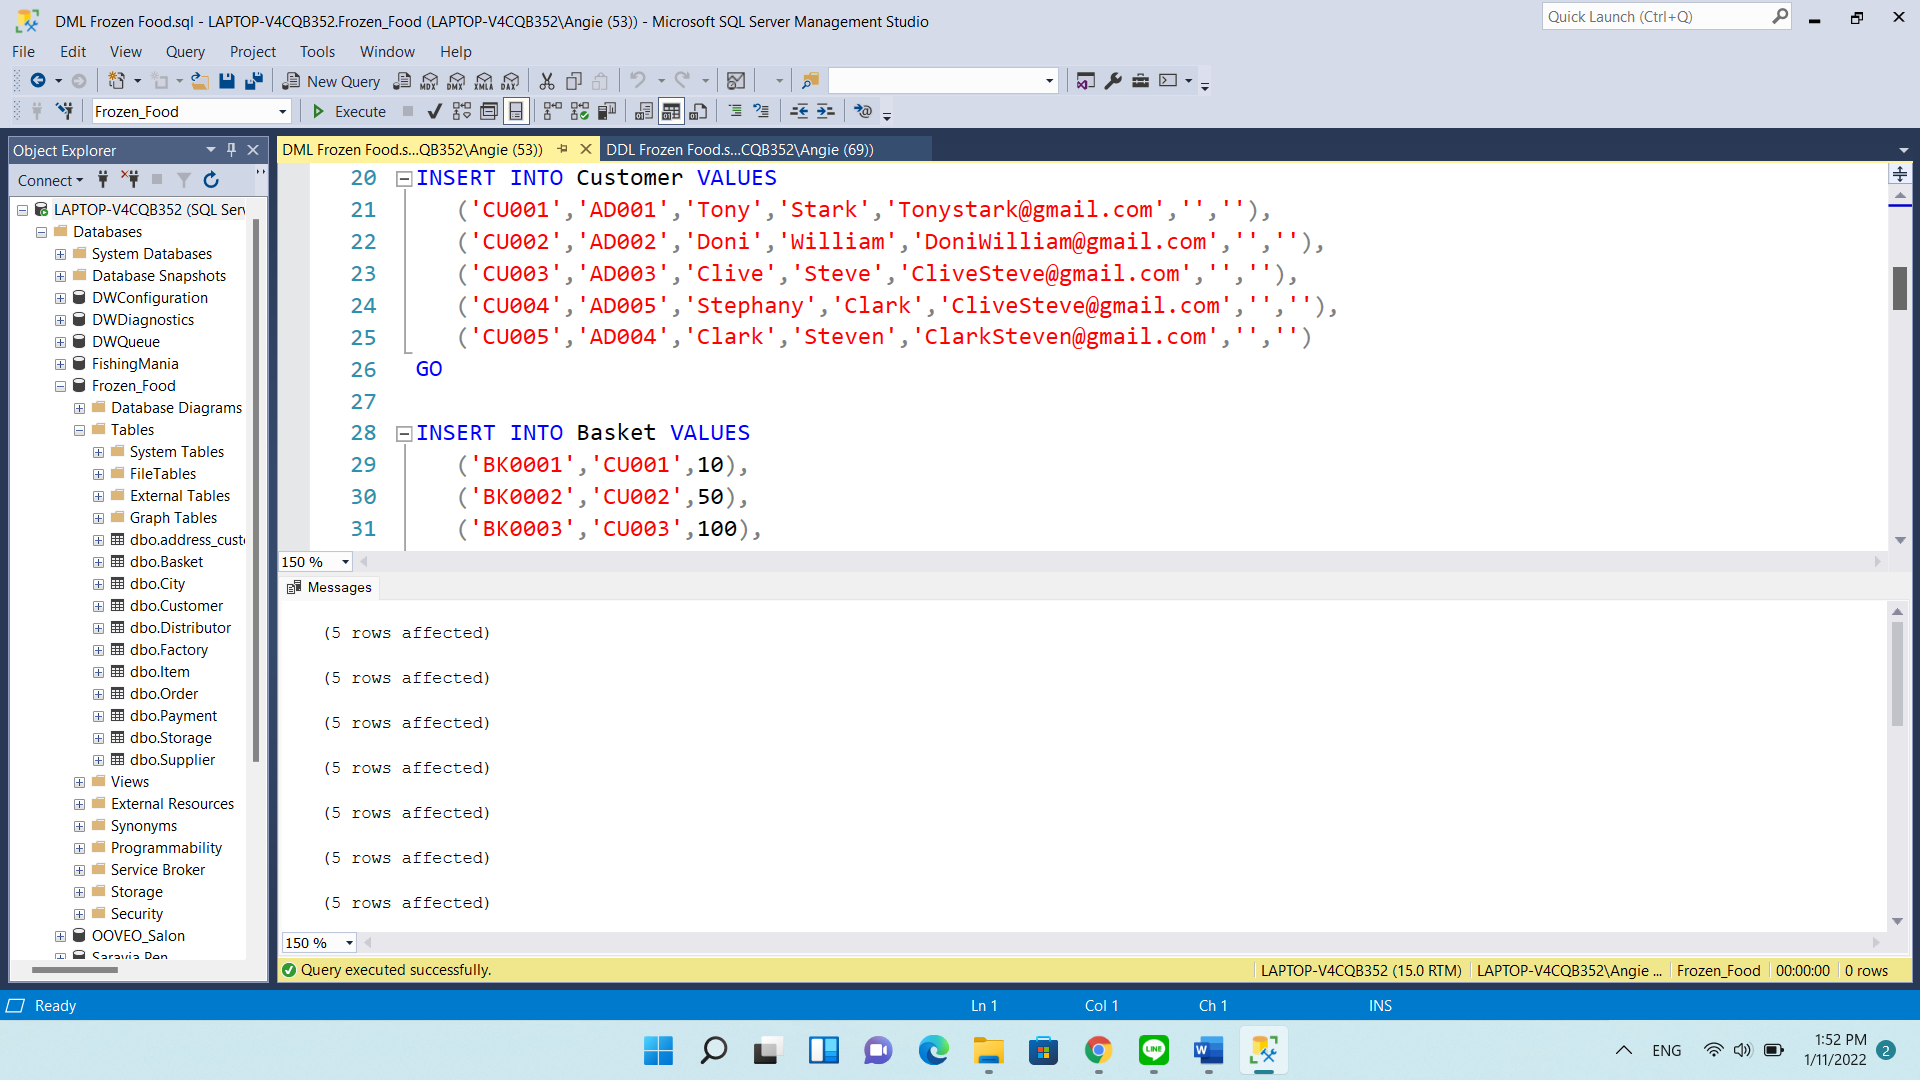 DML Frozen Food.sql - LAPTOP-V4CQB352.Frozen_Food (LAPTOP-V4CQB352\Angie (53)) - Microsoft SQL Server Management Studio
Quick Launch (Ctrl+Q)
File Edit View Query Project Tools Window Help
New Query
MDX DMX XMLA DAX
Frozen_Food
Execute
Object Explorer
DML Frozen Food.s...QB352\Angie (53))
DDL Frozen Food.s...CQB352\Angie (69))
Connect
LAPTOP-V4CQB352 (SQL Ser
Databases
System Databases
Database Snapshots
DWConfiguration
DWDiagnostics
DWQueue
FishingMania
Frozen_Food
Database Diagrams
Tables
System Tables
FileTables
External Tables
Graph Tables
dbo.address_cust
dbo.Basket
dbo.City
dbo.Customer
dbo.Distributor
dbo.Factory
dbo.Item
dbo.Order
dbo.Payment
dbo.Storage
dbo.Supplier
Views
External Resources
Synonyms
Programmability
Service Broker
Storage
Security
OOVEO_Salon
Saravia Pen
20 INSERT INTO Customer VALUES
21 ('CU001','AD001','Tony','Stark','Tonystark@gmail.com','',''),
22 ('CU002','AD002','Doni','William','DoniWilliam@gmail.com','',''),
23 ('CU003','AD003','Clive','Steve','CliveSteve@gmail.com','',''),
24 ('CU004','AD005','Stephany','Clark','CliveSteve@gmail.com','',''),
25 ('CU005','AD004','Clark','Steven','ClarkSteven@gmail.com','','')
26 GO
27
28 INSERT INTO Basket VALUES
29 ('BK0001','CU001',10),
30 ('BK0002','CU002',50),
31 ('BK0003','CU003',100),
150 %
Messages
(5 rows affected)
(5 rows affected)
(5 rows affected)
(5 rows affected)
(5 rows affected)
(5 rows affected)
(5 rows affected)
150 %
Query executed successfully.
LAPTOP-V4CQB352 (15.0 RTM) LAPTOP-V4CQB352\Angie ... Frozen_Food 00:00:00 0 rows
Ready Ln 1 Col 1 Ch 1 INS
LINE
W
ENG
1:52 PM
1/11/2022
2